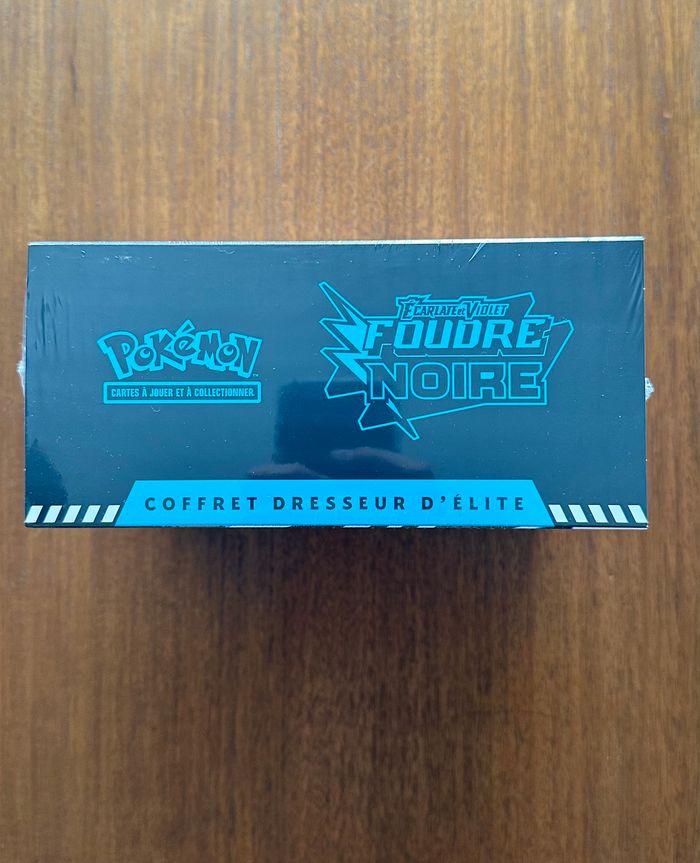 Pokémon
CARTES À JOUER ET À COLLECTIONNER
ÉCARLATE et VIOLET
FOUDRE
NOIRE
COFFRET DRESSEUR D'ÉLITE